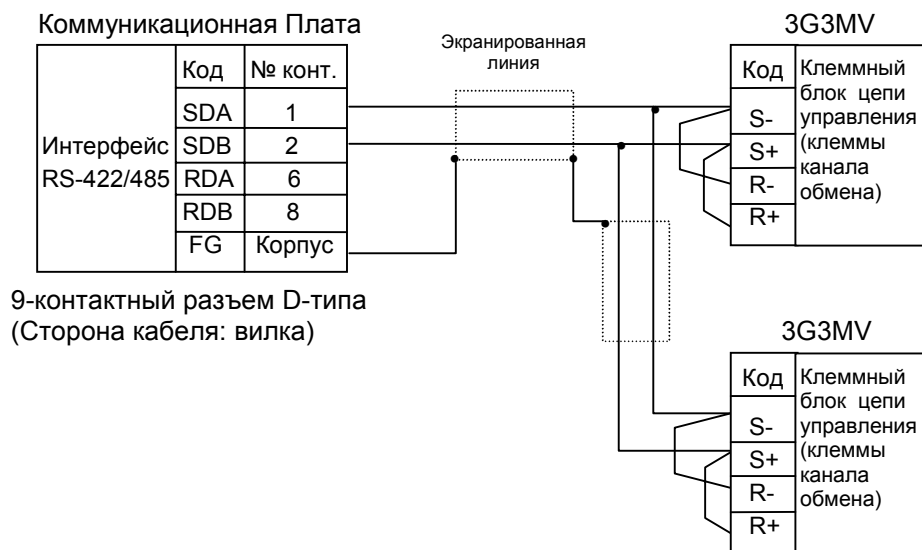 Коммуникационная Плата
Интерфейс
RS-422/485
Код № конт.
SDA 1
SDB 2
RDA 6
RDB 8
FG Корпус
9-контактный разъем D-типа
(Сторона кабеля: вилка)
Экранированная
линия
3G3MV
Код
S-
S+
R-
R+
Клеммный
блок цепи
управления
(клеммы
канала
обмена)
3G3MV
Код
S-
S+
R-
R+
Клеммный
блок цепи
управления
(клеммы
канала
обмена)